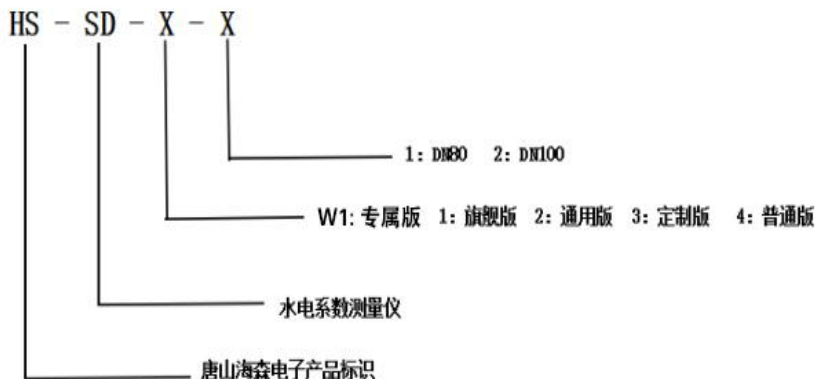 HS - SD - X - X
1: DN80 2: DN100
W1: 专属版 1: 旗舰版 2: 通用版 3: 定制版 4: 普通版
水电系数测量仪
唐山海森电子产品标识